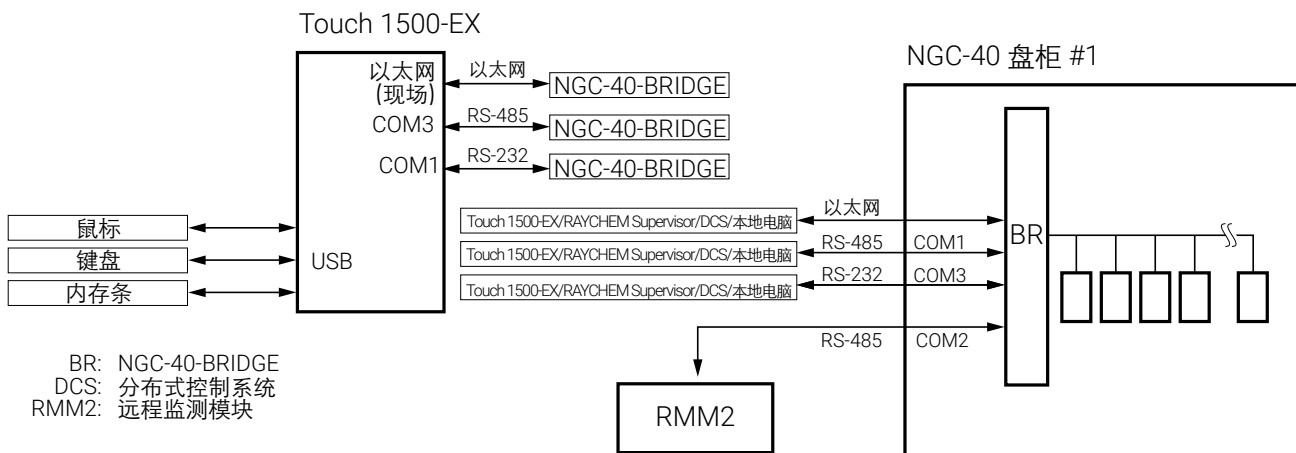 Touch 1500-EX
以太网
(现场)
以太网
NGC-40-BRIDGE
COM3
RS-485
NGC-40-BRIDGE
COM1
RS-232
NGC-40-BRIDGE
鼠标
键盘
内存条
USB
BR: NGC-40-BRIDGE
DCS: 分布式控制系统
RMM2: 远程监测模块
NGC-40 盘柜 #1
Touch 1500-EX/RAYCHEM Supervisor/DCS/本地电脑
以太网
Touch 1500-EX/RAYCHEM Supervisor/DCS/本地电脑
RS-485
COM1
Touch 1500-EX/RAYCHEM Supervisor/DCS/本地电脑
RS-232
COM3
BR
RS-485
COM2
RMM2